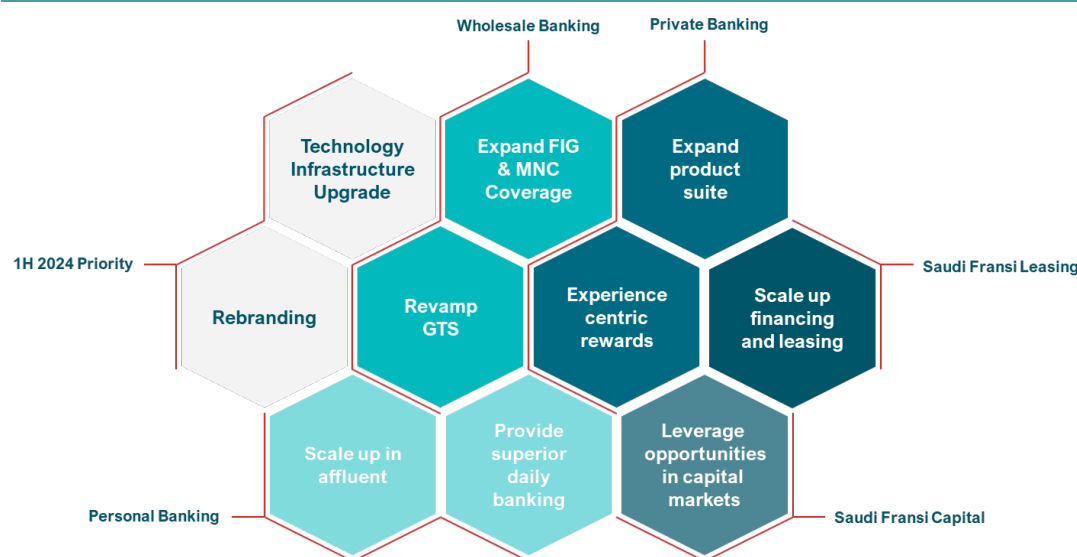 Wholesale Banking
Private Banking
Technology
Infrastructure
Upgrade
Expand FIG
& MNC
Coverage
Expand
product
suite
1H 2024 Priority
Saudi Fransi Leasing
Rebranding
Revamp
GTS
Experience
centric
rewards
Scale up
financing
and leasing
Scale up in
affluent
Provide
superior
daily
banking
Leverage
opportunities
in capital
markets
Personal Banking
Saudi Fransi Capital